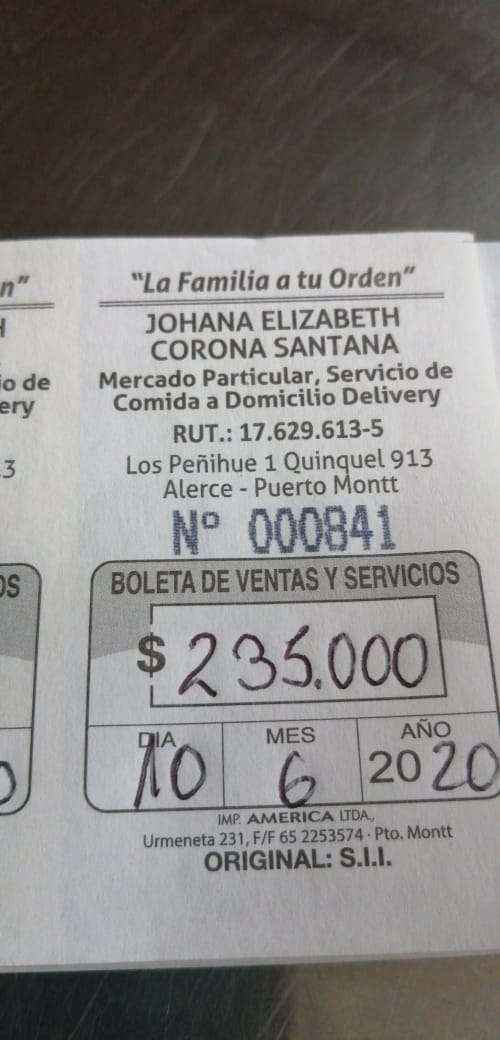 "La Familia a tu Orden"
JOHANA ELIZABETH
CORONA SANTANA
Mercado Particular, Servicio de
Comida a Domicilio Delivery
RUT.: 17.629.613-5
Los Peñihue 1 Quinquel 913
Alerce - Puerto Montt
Nº 000841
BOLETA DE VENTAS Y SERVICIOS
$ 235.000
DIA MES AÑO
10 6 2020
IMP. AMERICA LTDA.,
Urmeneta 231, F/F 65 2253574 · Pto. Montt
ORIGINAL: S.I.I.